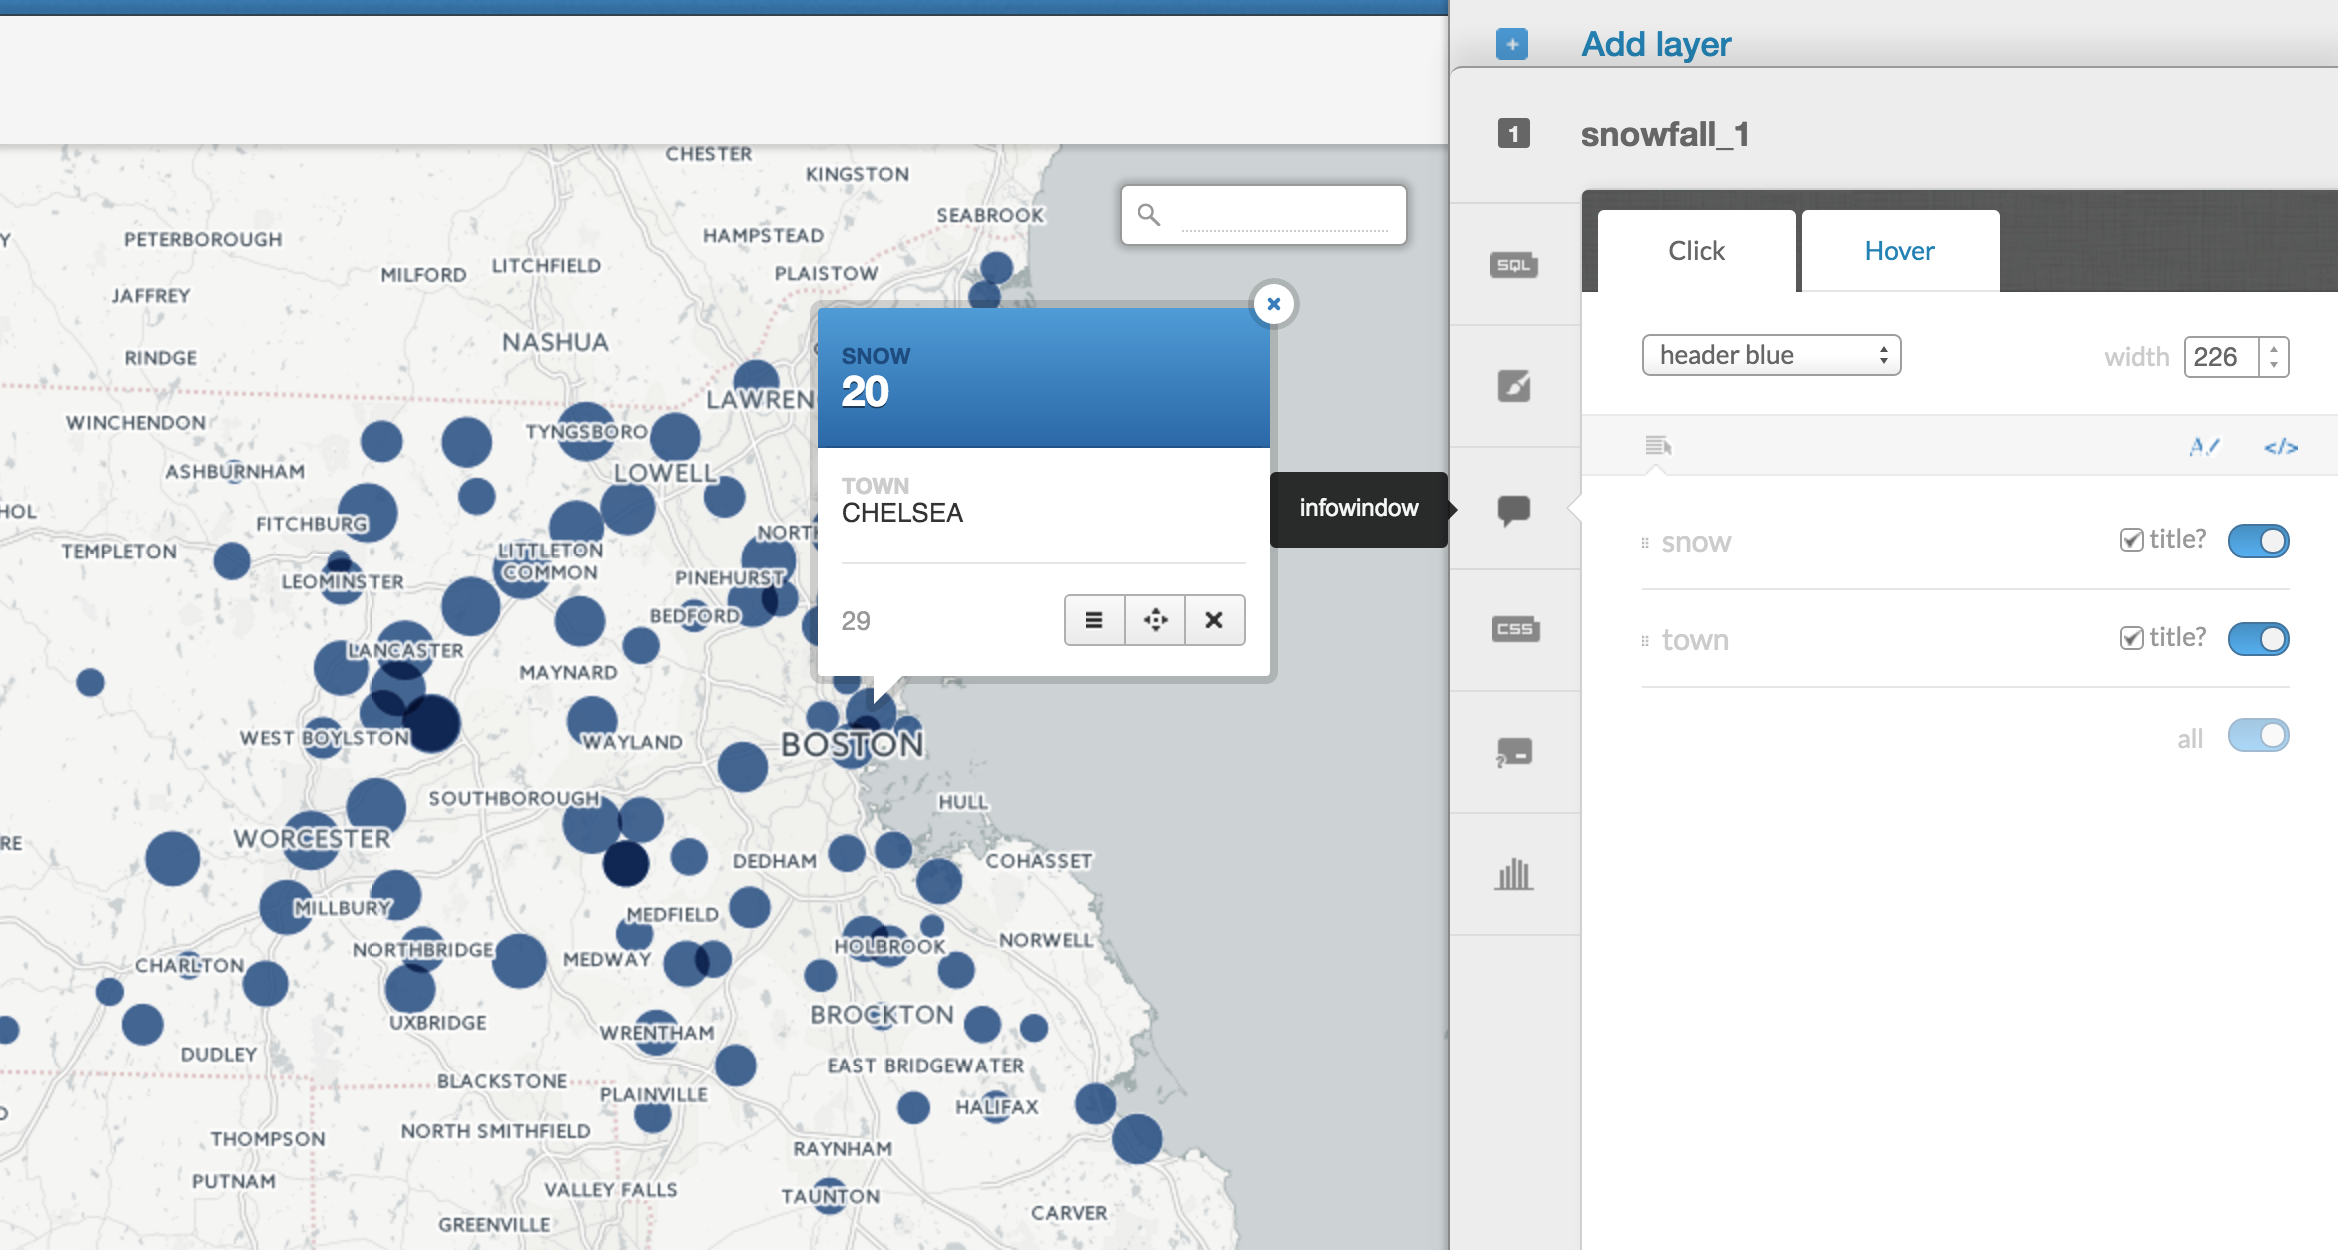 Add layer
1
snowfall_1
Click
Hover
header blue
width
226
SQL
infowindow
CSS
snow
title?
town
title?
all
SNOW
20
TOWN
CHELSEA
29
CHESTER
KINGSTON
SEABROOK
HAMPSTEAD
PETERBOROUGH
LITCHFIELD
MILFORD
PLAISTOW
JAFFREY
NASHUA
RINDGE
LAWREN
WINCHENDON
TYNGSBORO
ASHBURNHAM
LOWELL
HOL
FITCHBURG
NORTH
TEMPLETON
LITTLETON
COMMON
LEOMINSTER
PINEHURST
BEDFORD
LANCASTER
MAYNARD
WEST BOYLSTON
WAYLAND
BOSTON
SOUTHBOROUGH
HULL
WORCESTER
RE
DEDHAM
COHASSET
MILLBURY
MEDFIELD
NORTHBRIDGE
HOLBROOK
NORWELL
MEDWAY
CHARLTON
BROCKTON
UXBRIDGE
WRENTHAM
DUDLEY
EAST BRIDGEWATER
BLACKSTONE
PLAINVILLE
HALIFAX
THOMPSON
NORTH SMITHFIELD
RAYNHAM
PUTNAM
VALLEY FALLS
TAUNTON
CARVER
GREENVILLE